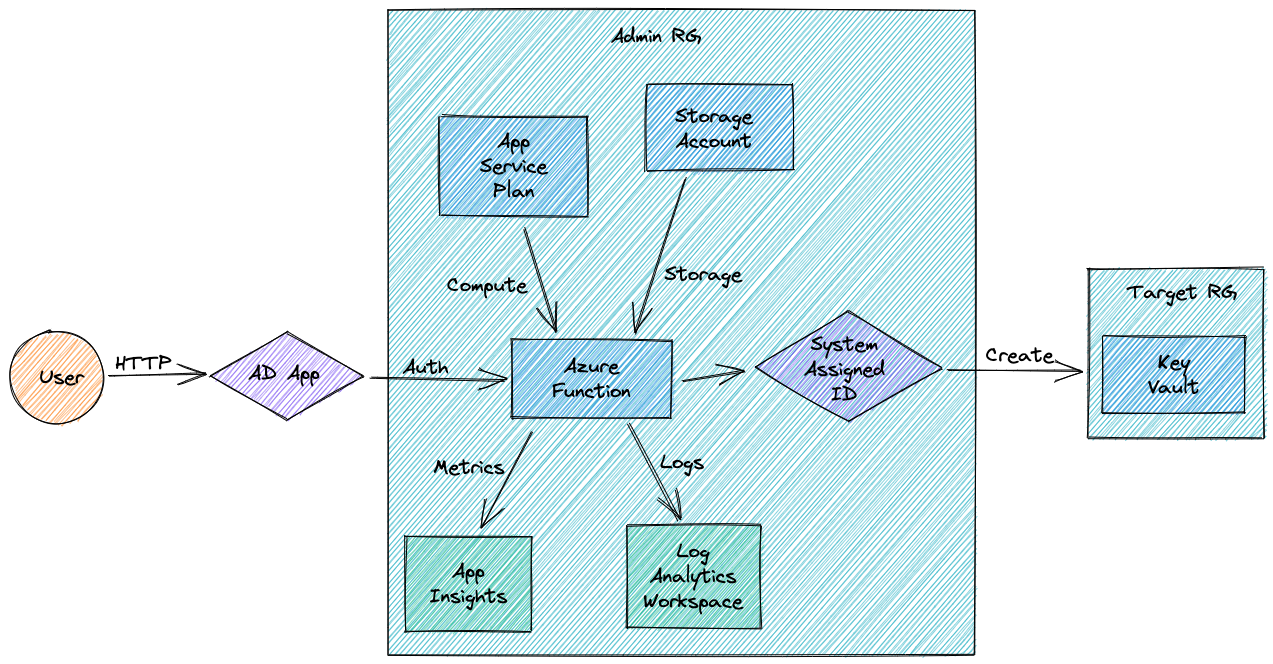 Admin RG
Storage
Account
App
Service
Plan
Compute
Storage
Target RG
User
HTTP
AD App
Auth
Azure
Function
System
Assigned
ID
Create
Key
Vault
Metrics
Logs
App
Insights
Log
Analytics
Workspace